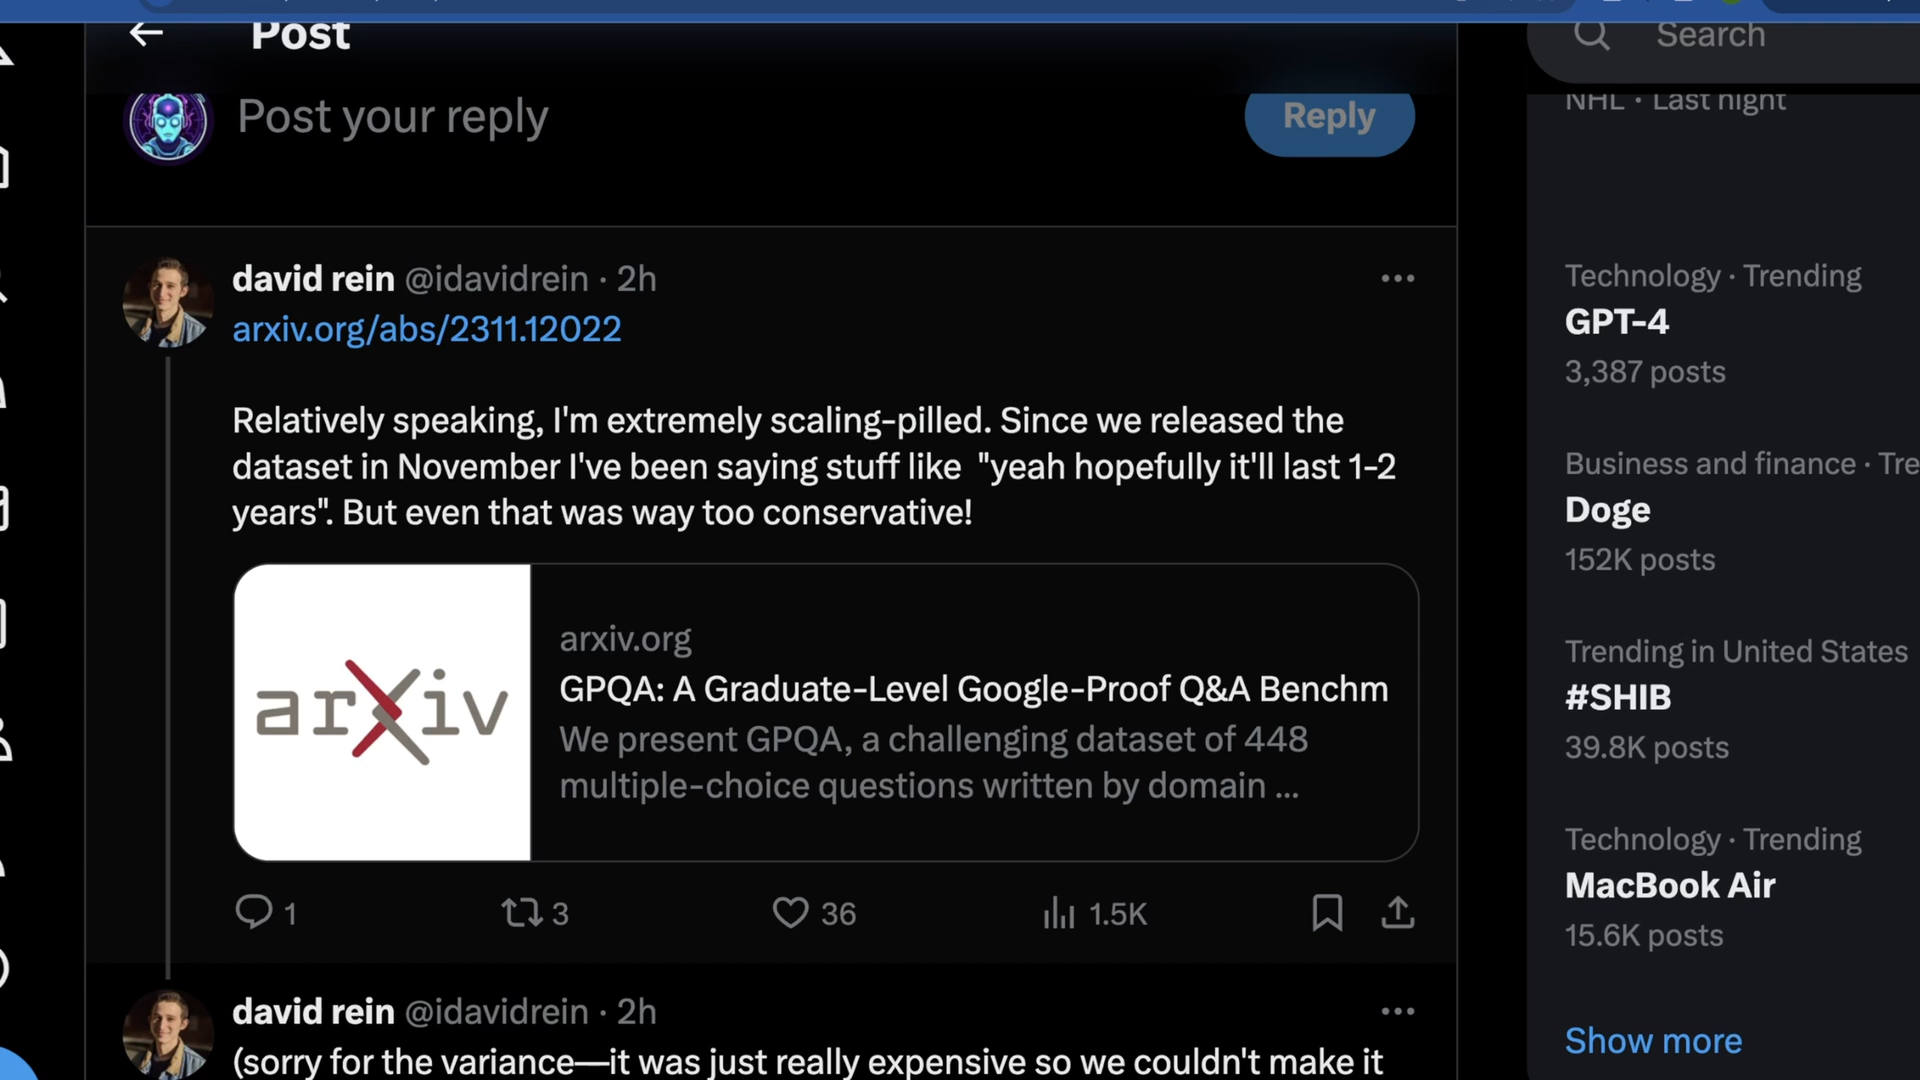 Post
Search
Post your reply
Reply
NHL · Last night
david rein @idavidrein · 2h
arxiv.org/abs/2311.12022
Relatively speaking, I'm extremely scaling-pilled. Since we released the
dataset in November I've been saying stuff like "yeah hopefully it'll last 1-2
years". But even that was way too conservative!
arXiv
arxiv.org
GPQA: A Graduate-Level Google-Proof Q&A Benchm
We present GPQA, a challenging dataset of 448
multiple-choice questions written by domain ...
1
3
36
1.5K
david rein @idavidrein · 2h
(sorry for the variance—it was just really expensive so we couldn't make it
Technology · Trending
GPT-4
3,387 posts
Business and finance · Tre
Doge
152K posts
Trending in United States
#SHIB
39.8K posts
Technology · Trending
MacBook Air
15.6K posts
Show more